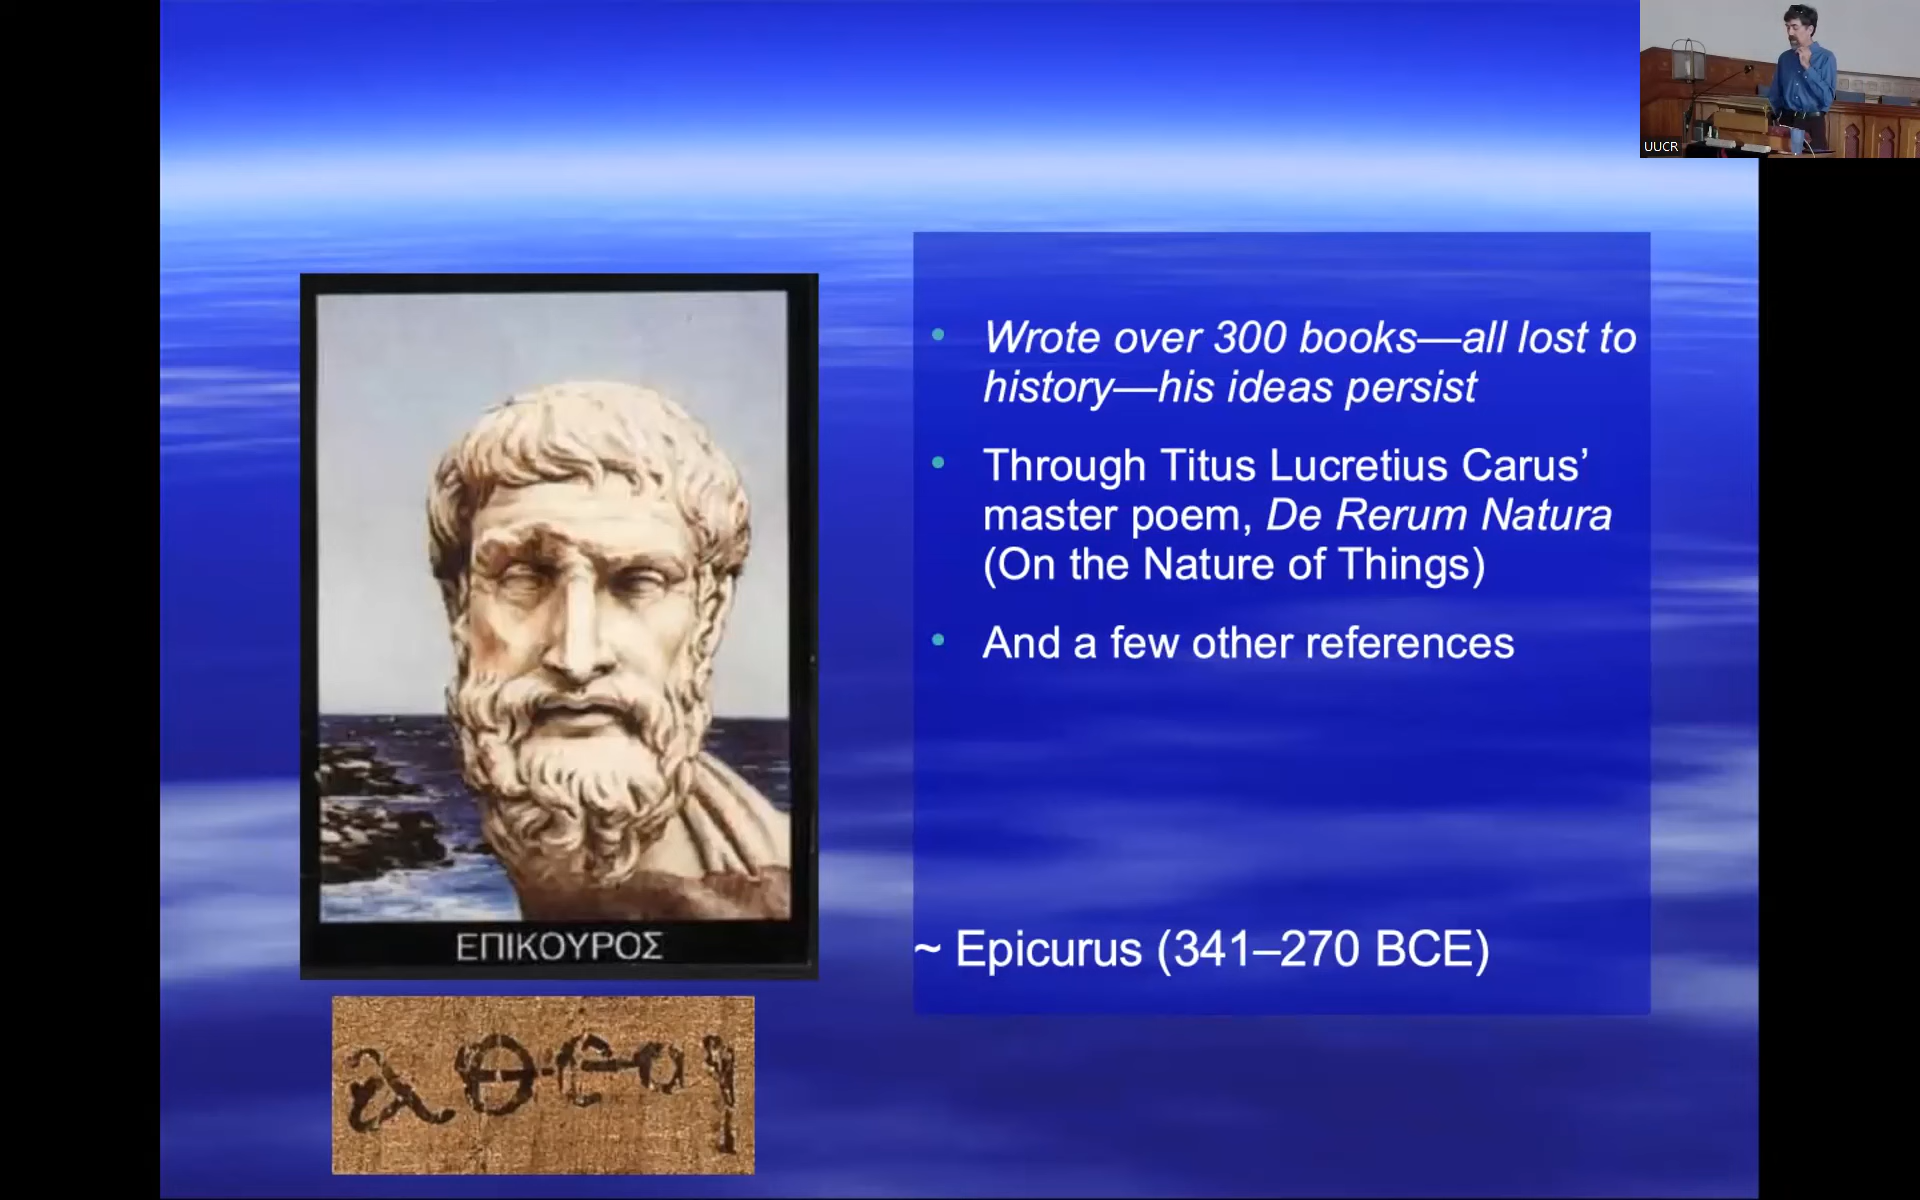 UUCR
• Wrote over 300 books—all lost to
history—his ideas persist
• Through Titus Lucretius Carus’
master poem, De Rerum Natura
(On the Nature of Things)
• And a few other references
~ Epicurus (341–270 BCE)
ΕΠΙΚΟΥΡΟΣ
αθεοι